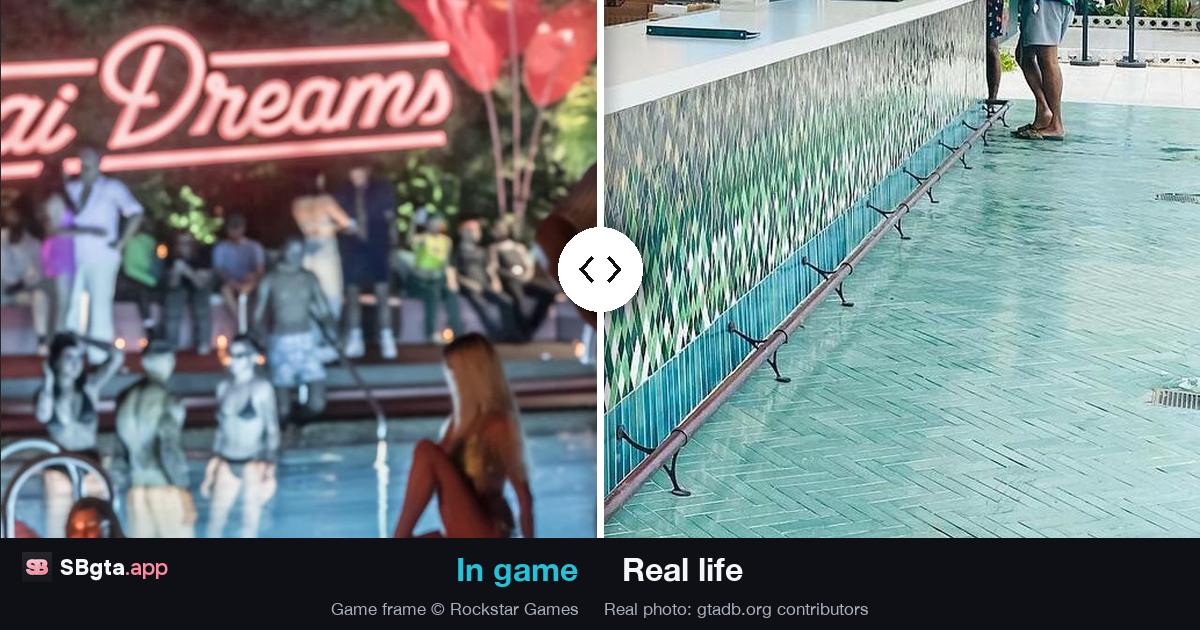 ai Dreams
SB SBgta.app
In game Real life
Game frame © Rockstar Games Real photo: gtadb.org contributors